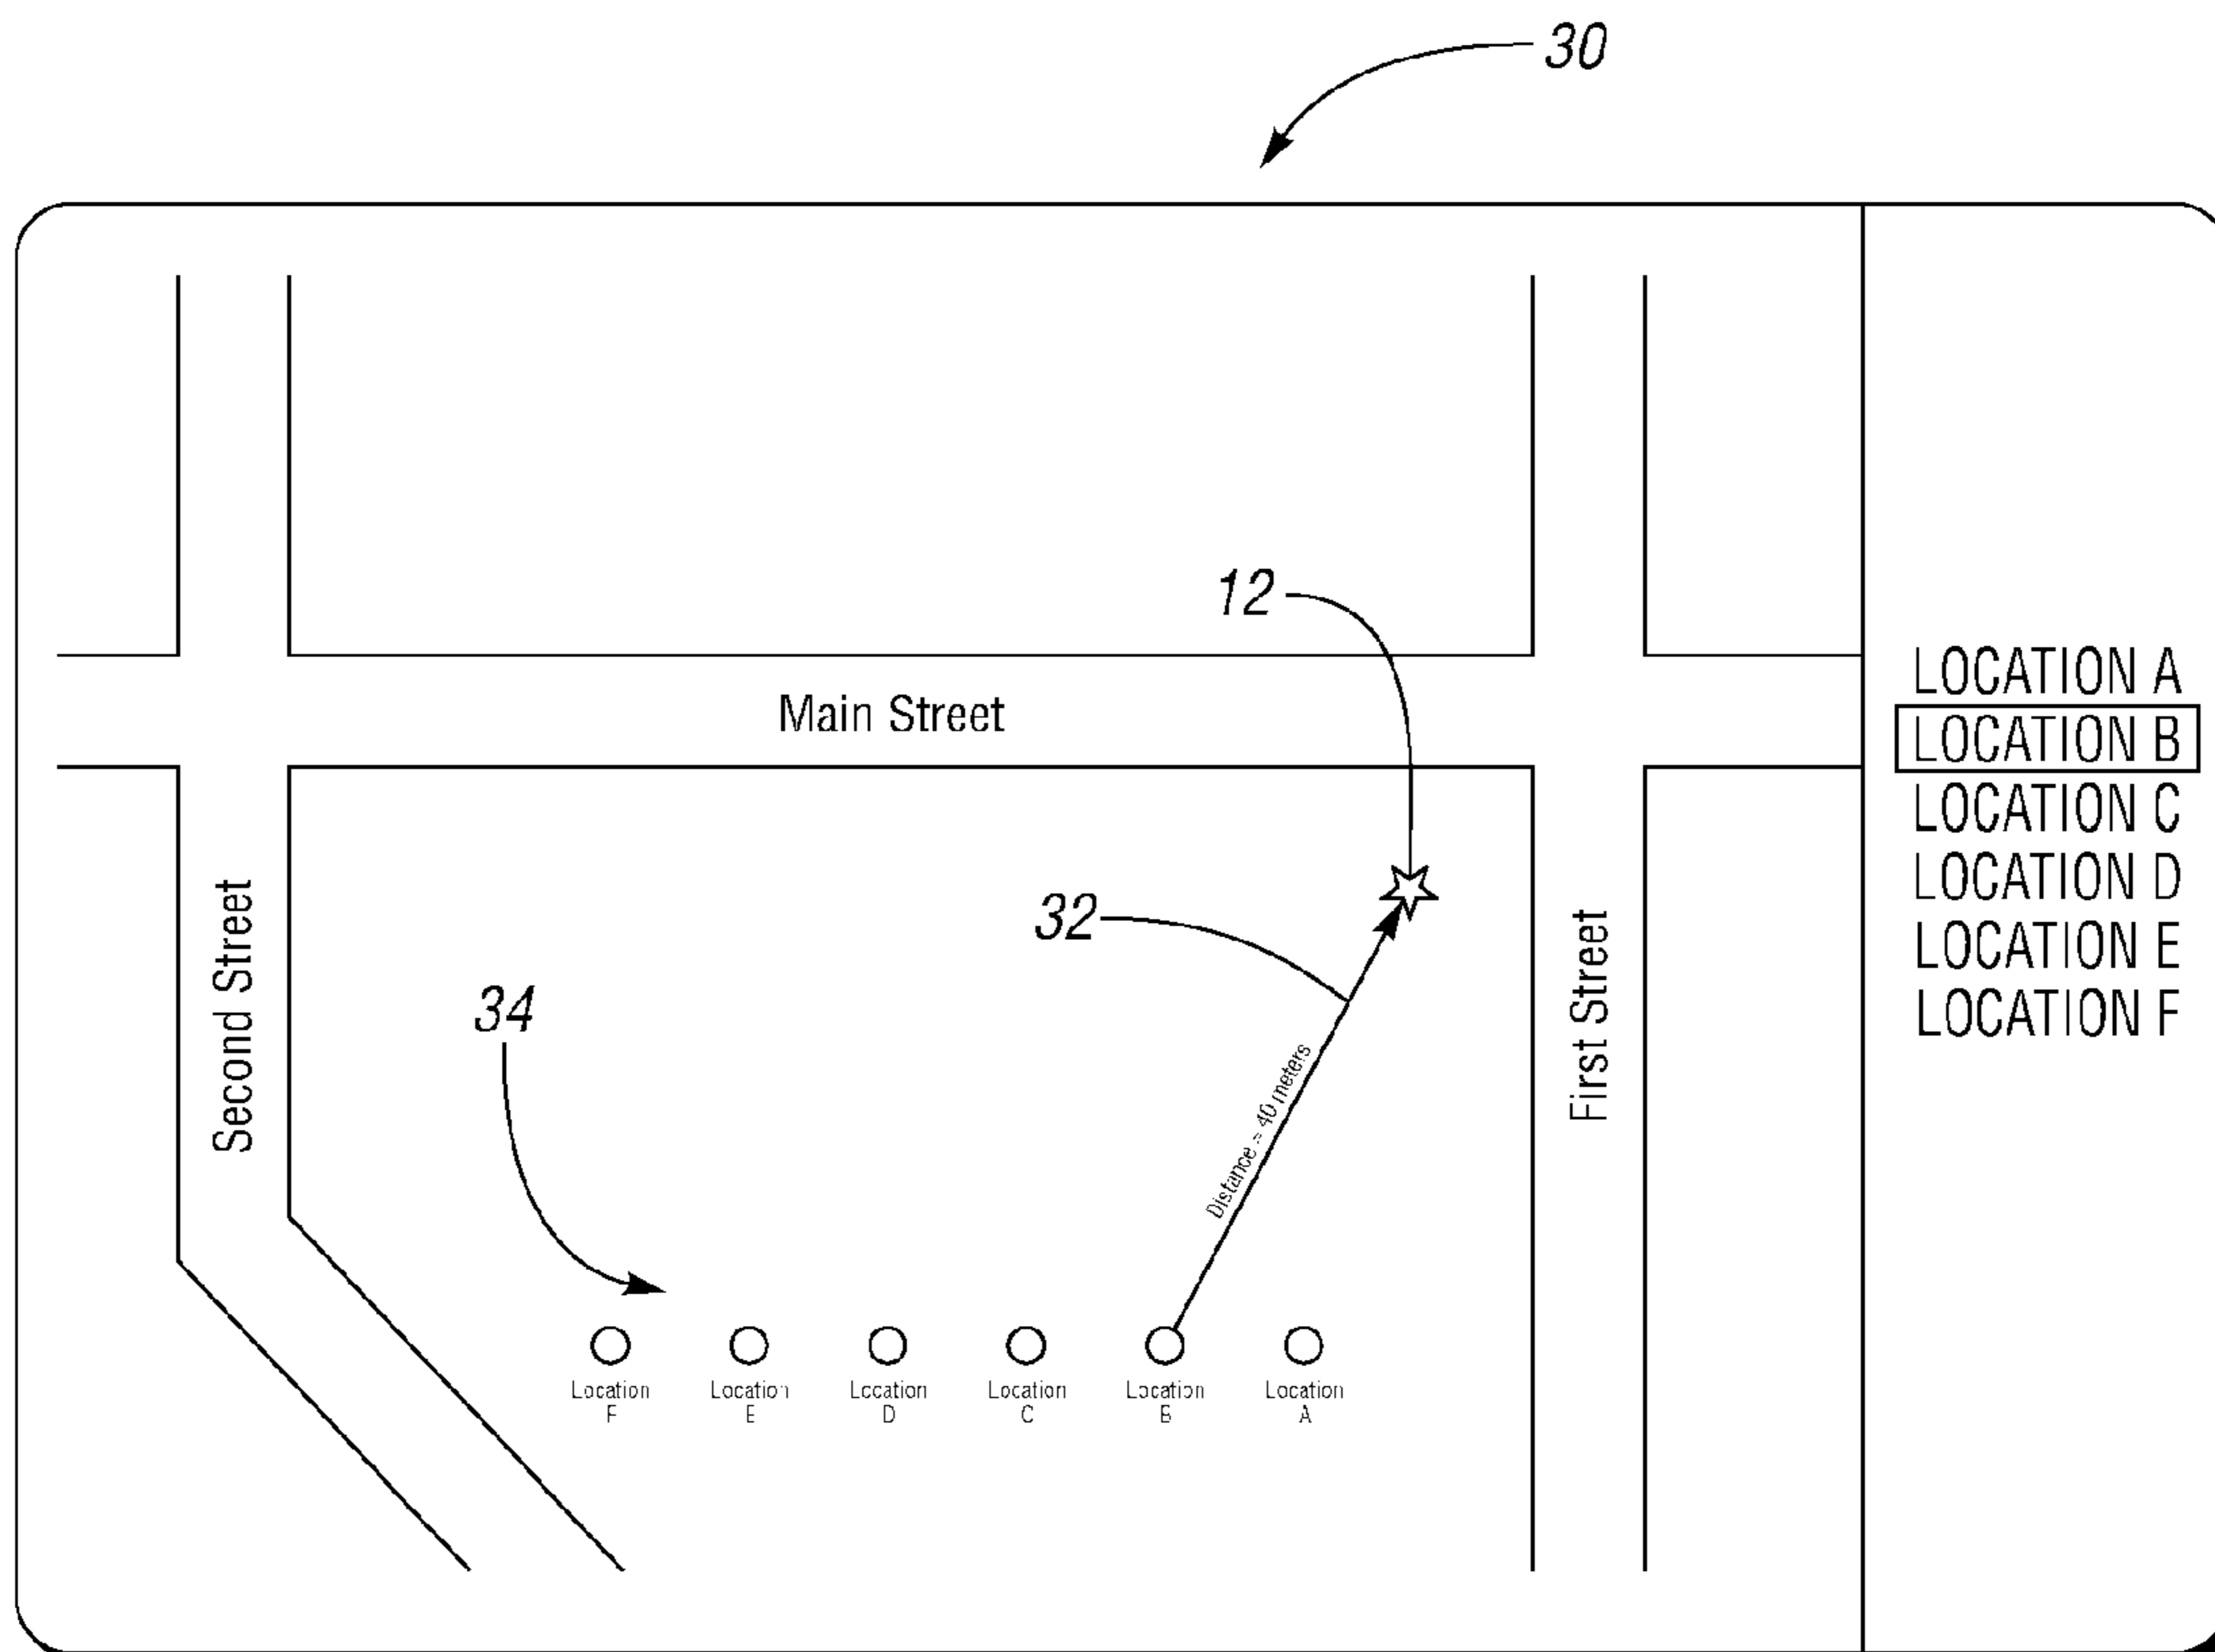 30
12
Main Street
LOCATION A
LOCATION B
LOCATION C
LOCATION D
LOCATION E
LOCATION F
32
34
Second Street
First Street
Distance = 40 meters
Location
F
Location
E
Location
D
Location
C
Location
B
Location
A